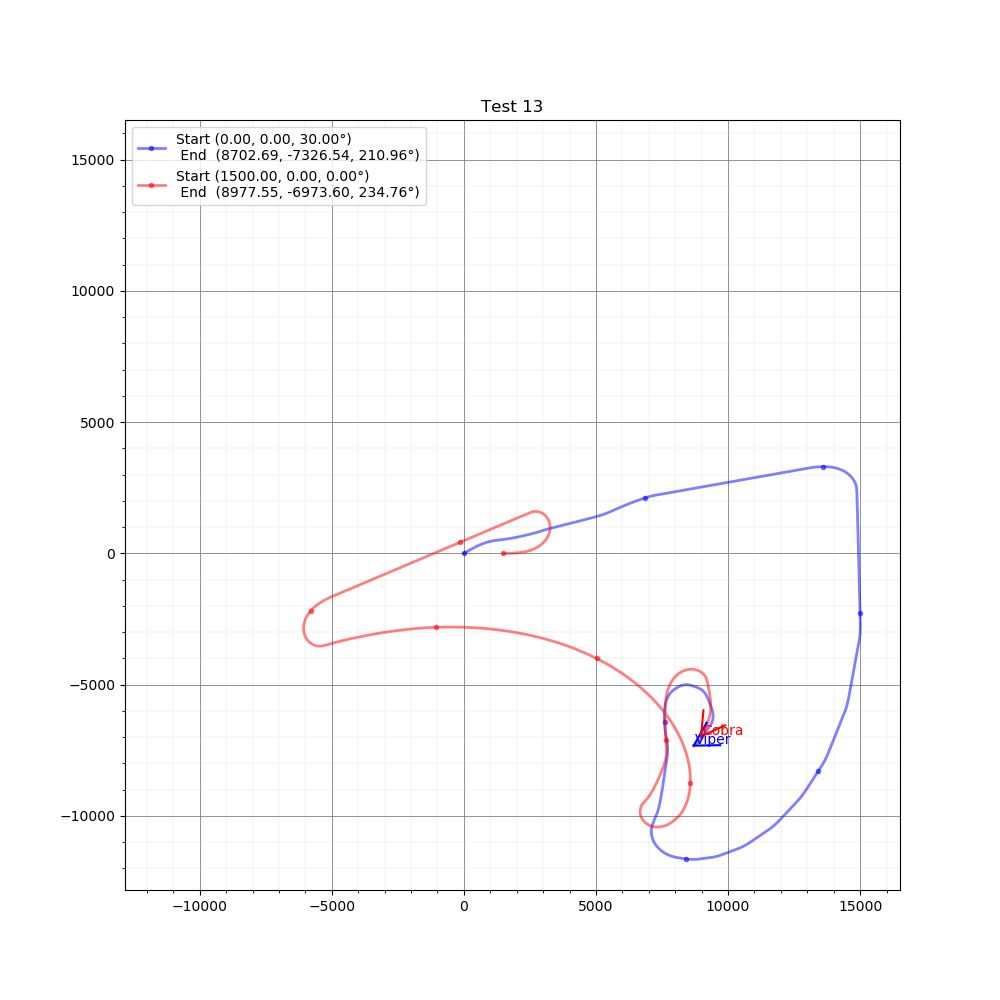 Test 13
Start (0.00, 0.00, 30.00°)
End (8702.69, -7326.54, 210.96°)
Start (1500.00, 0.00, 0.00°)
End (8977.55, -6973.60, 234.76°)
15000
10000
5000
0
−5000
−10000
Cobra
Viper
−10000
−5000
0
5000
10000
15000